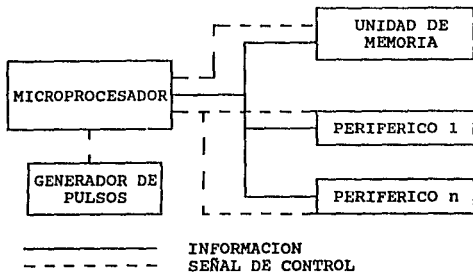 UNIDAD DE
MEMORIA
MICROPROCESADOR
PERIFERICO 1
GENERADOR DE
PULSOS
PERIFERICO n
INFORMACION
SEÑAL DE CONTROL